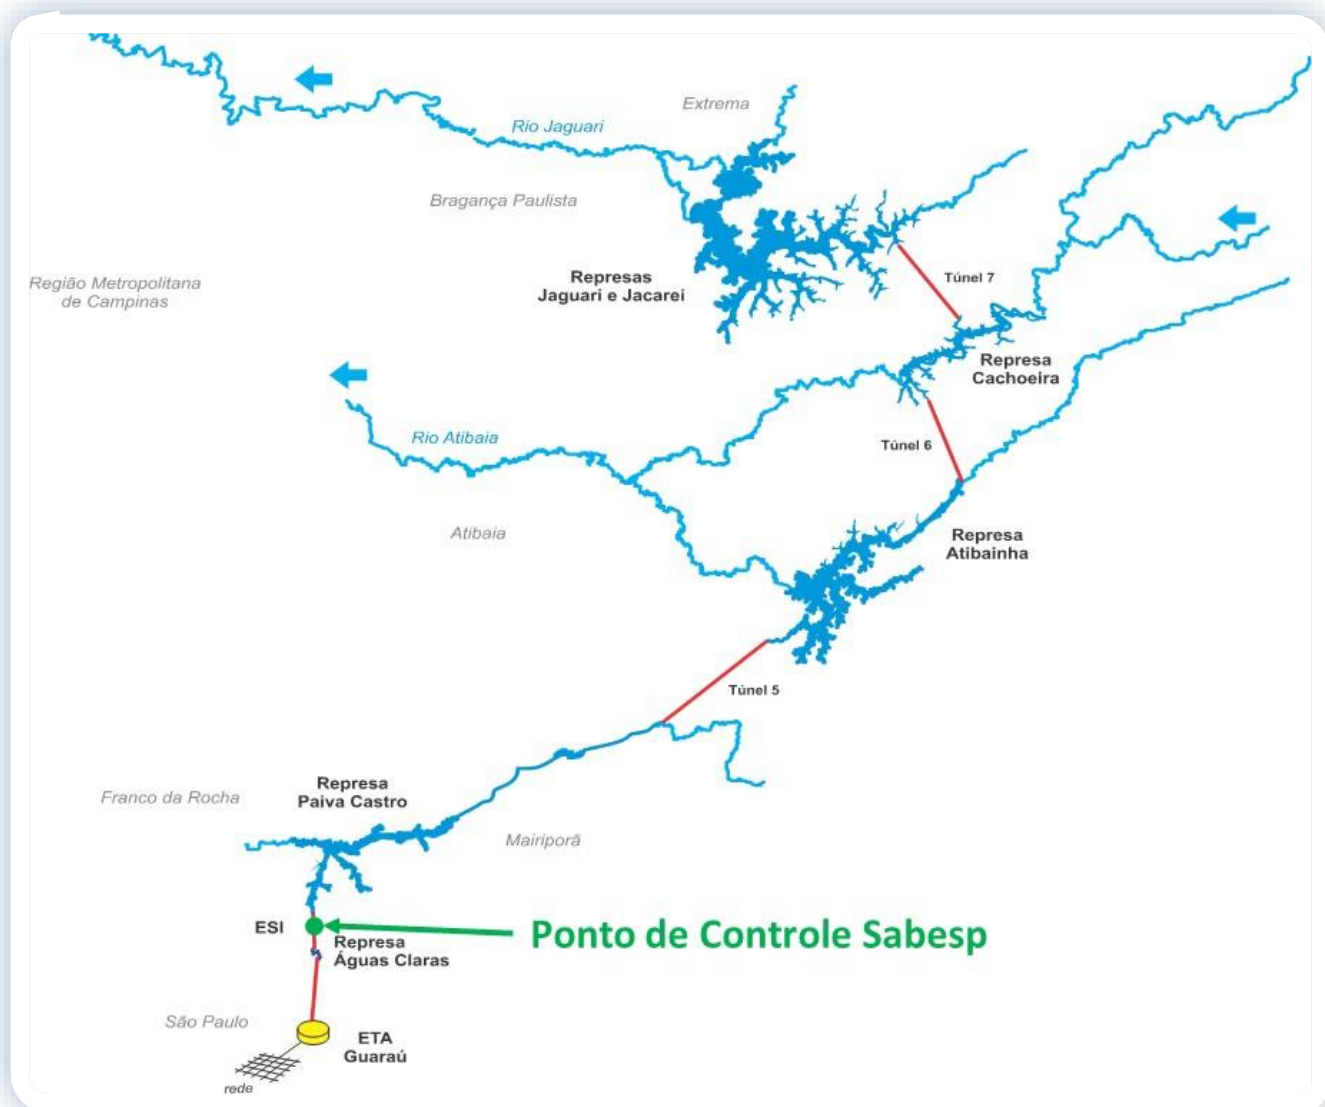 Extrema
Rio Jaguari
Bragança Paulista
Região Metropolitana
de Campinas
Represas
Jaguari e Jacareí
Túnel 7
Represa
Cachoeira
Rio Atibaia
Túnel 6
Atibaia
Represa
Atibainha
Túnel 5
Represa
Paiva Castro
Franco da Rocha
Mairiporã
ESI
Ponto de Controle Sabesp
Represa
Águas Claras
São Paulo
ETA
Guaraú
rede